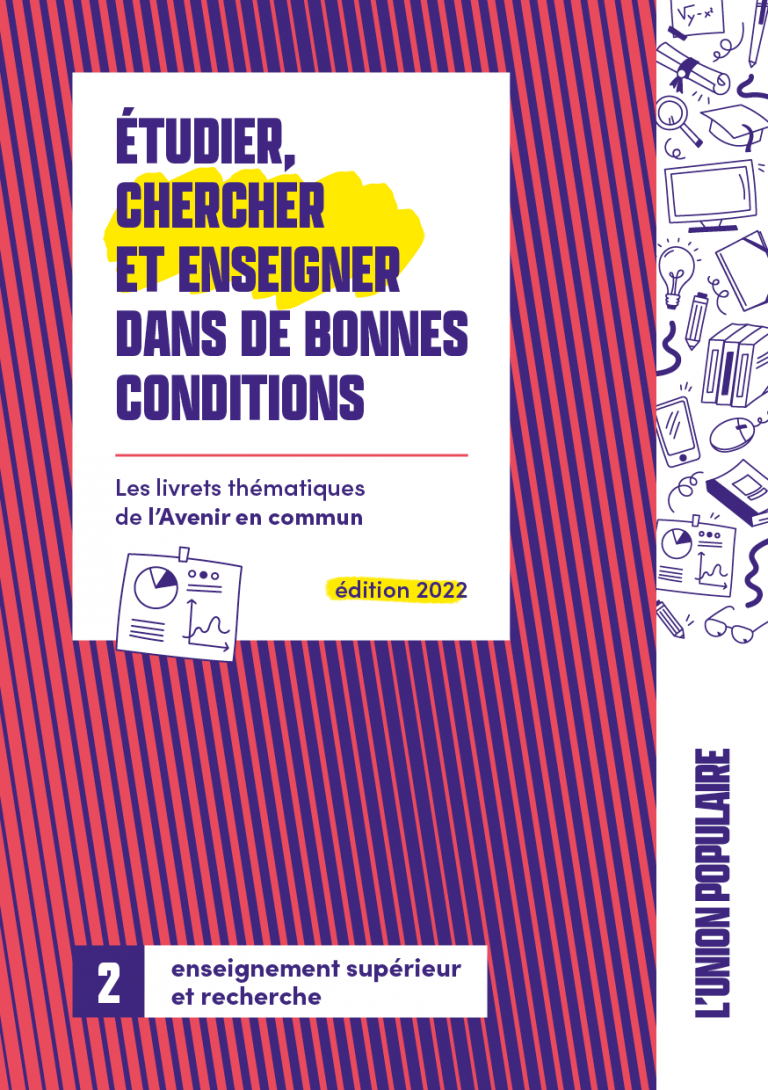 ÉTUDIER,
CHERCHER
ET ENSEIGNER
DANS DE BONNES
CONDITIONS
Les livrets thématiques
de l'Avenir en commun
édition 2022
2
enseignement supérieur
et recherche
L'UNION POPULAIRE
√y-x²